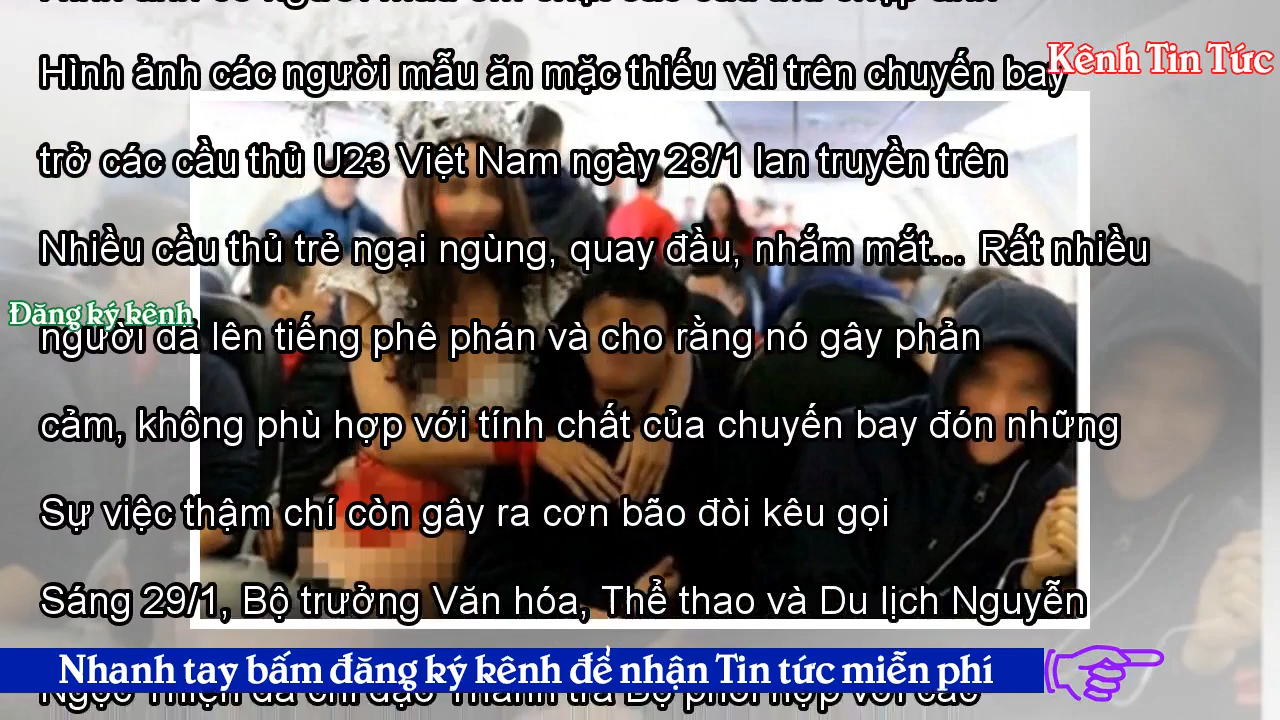 Hình ảnh các người mẫu ăn mặc thiếu vải trên chuyến bay
Kênh Tin Tức
trở các cầu thủ U23 Việt Nam ngày 28/1 lan truyền trên
Nhiều cầu thủ trẻ ngại ngùng, quay đầu, nhắm mắt... Rất nhiều
Đăng ký kênh
người đã lên tiếng phê phán và cho rằng nó gây phản
cảm, không phù hợp với tính chất của chuyến bay đón những
Sự việc thậm chí còn gây ra cơn bão đòi kêu gọi
Sáng 29/1, Bộ trưởng Văn hóa, Thể thao và Du lịch Nguyễn
Nhanh tay bấm đăng ký kênh để nhận Tin tức miễn phí